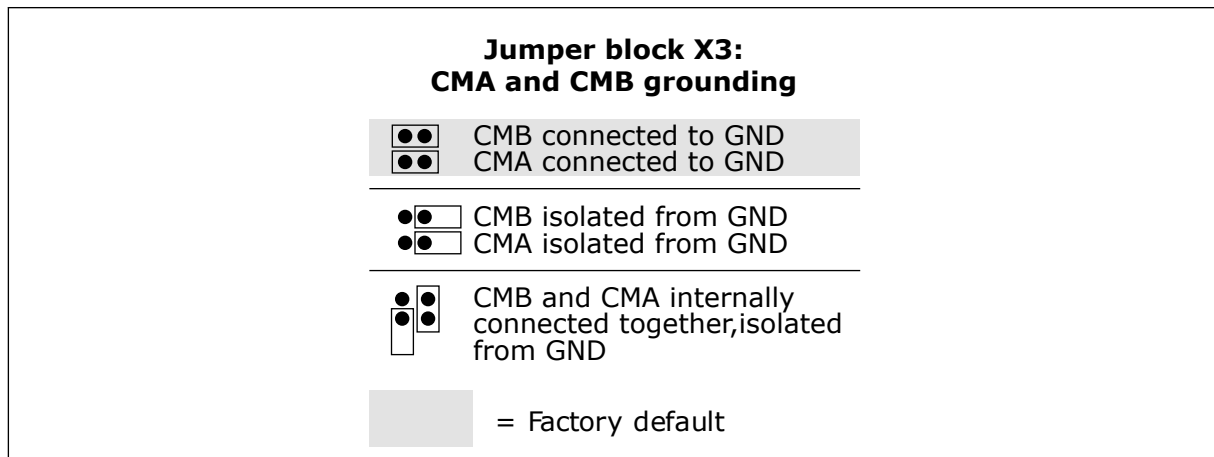 Jumper block X3:
CMA and CMB grounding
CMB connected to GND
CMA connected to GND
CMB isolated from GND
CMA isolated from GND
CMB and CMA internally
connected together,isolated
from GND
= Factory default